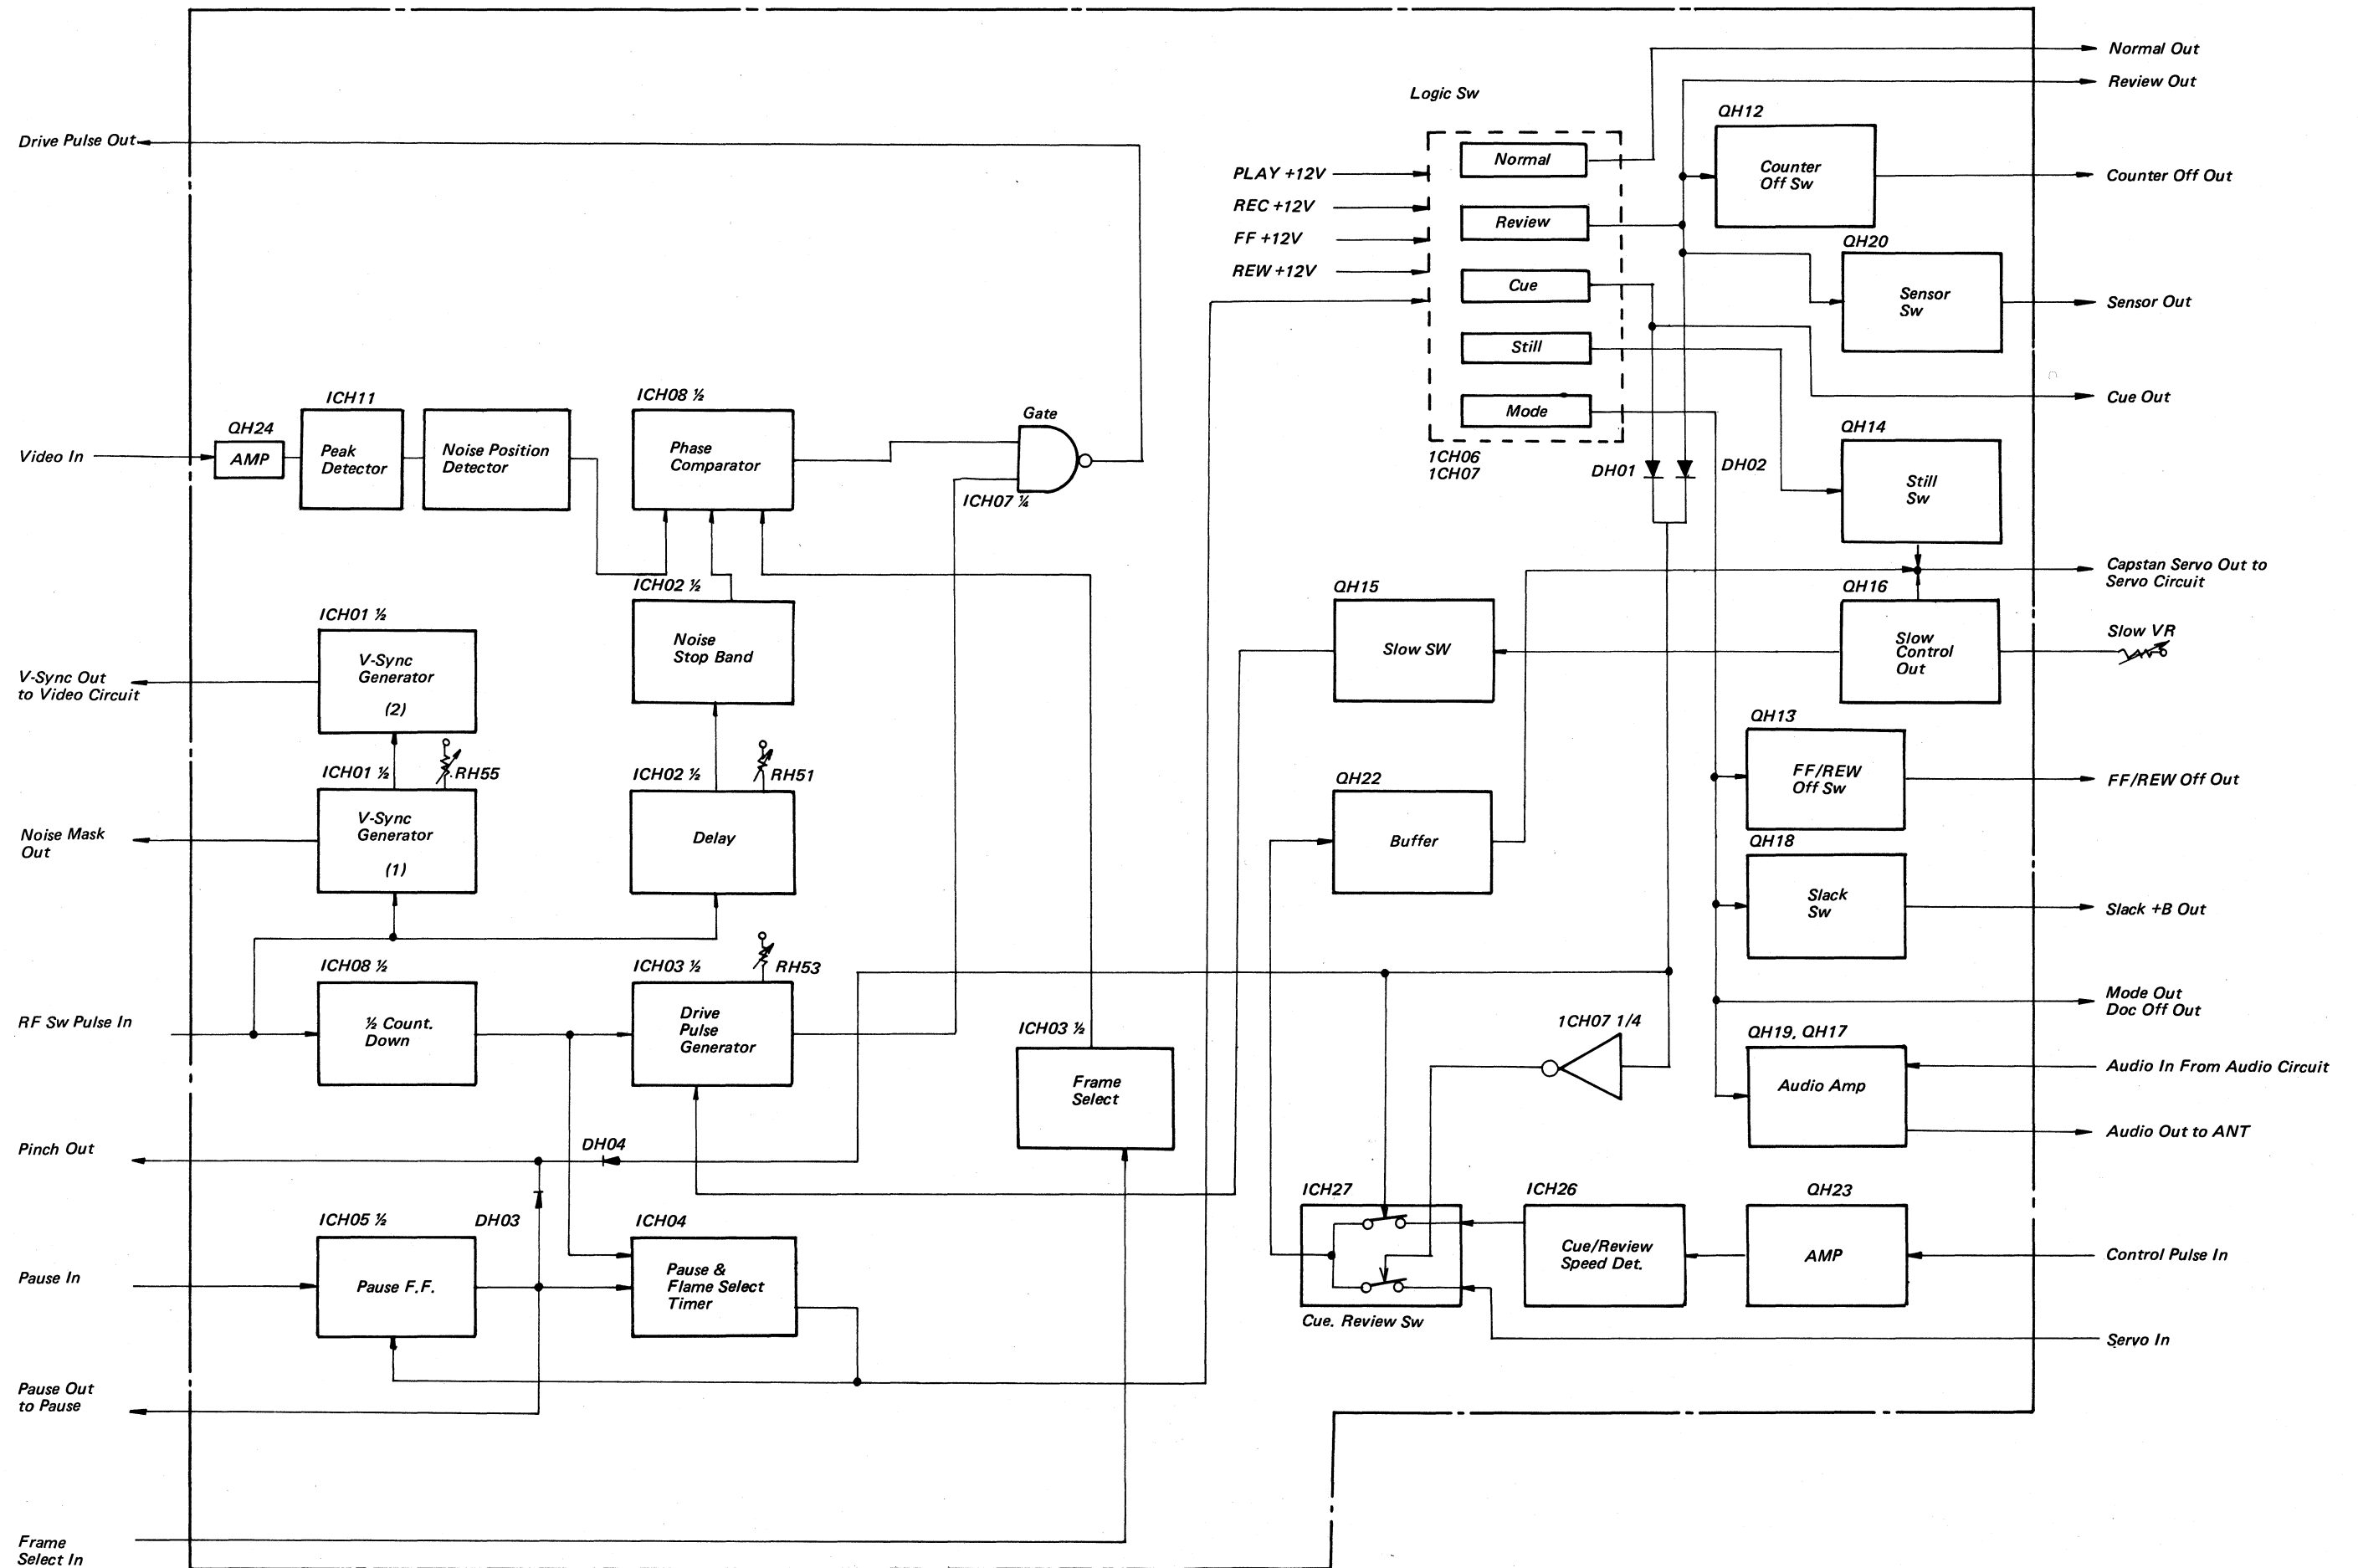 Normal Out
Review Out
Logic Sw
QH12
Drive Pulse Out
Normal
PLAY +12V
Counter
Off Sw
Counter Off Out
REC +12V
Review
FF +12V
QH20
REW +12V
Cue
Sensor
Sw
Sensor Out
Still
ICH11
ICH08 ½
Cue Out
Mode
Gate
QH24
QH14
Video In
AMP
Peak
Detector
Noise Position
Detector
Phase
Comparator
1CH06
1CH07
DH01
DH02
Still
Sw
ICH07 ¼
ICH02 ½
QH15
QH16
Capstan Servo Out to
Servo Circuit
ICH01 ½
Noise
Stop Band
Slow SW
Slow
Control
Out
Slow VR
V-Sync Out
to Video Circuit
V-Sync
Generator
(2)
QH13
ICH01 ½
RH55
ICH02 ½
RH51
QH22
FF/REW
Off Sw
FF/REW Off Out
Noise Mask
Out
V-Sync
Generator
(1)
Delay
Buffer
QH18
Slack
Sw
Slack +B Out
ICH08 ½
ICH03 ½
RH53
Mode Out
Doc Off Out
RF Sw Pulse In
½ Count.
Down
Drive
Pulse
Generator
ICH03 ½
1CH07 1/4
QH19, QH17
Frame
Select
Audio Amp
Audio In From Audio Circuit
Pinch Out
DH04
Audio Out to ANT
ICH05 ½
DH03
ICH04
ICH27
ICH26
QH23
Pause In
Pause F.F.
Pause &
Flame Select
Timer
Cue/Review
Speed Det.
AMP
Control Pulse In
Cue. Review Sw
Servo In
Pause Out
to Pause
Frame
Select In